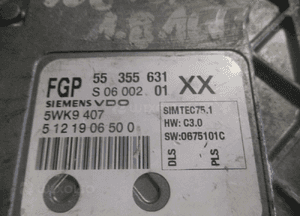 FGP 55 355 631 XX
S 06 002 01
SIEMENS VDO
5WK9 407
5 12 19 06 50 0
SIMTEC75.1
HW: C3.0
SW:0675101C
DLS
PLS